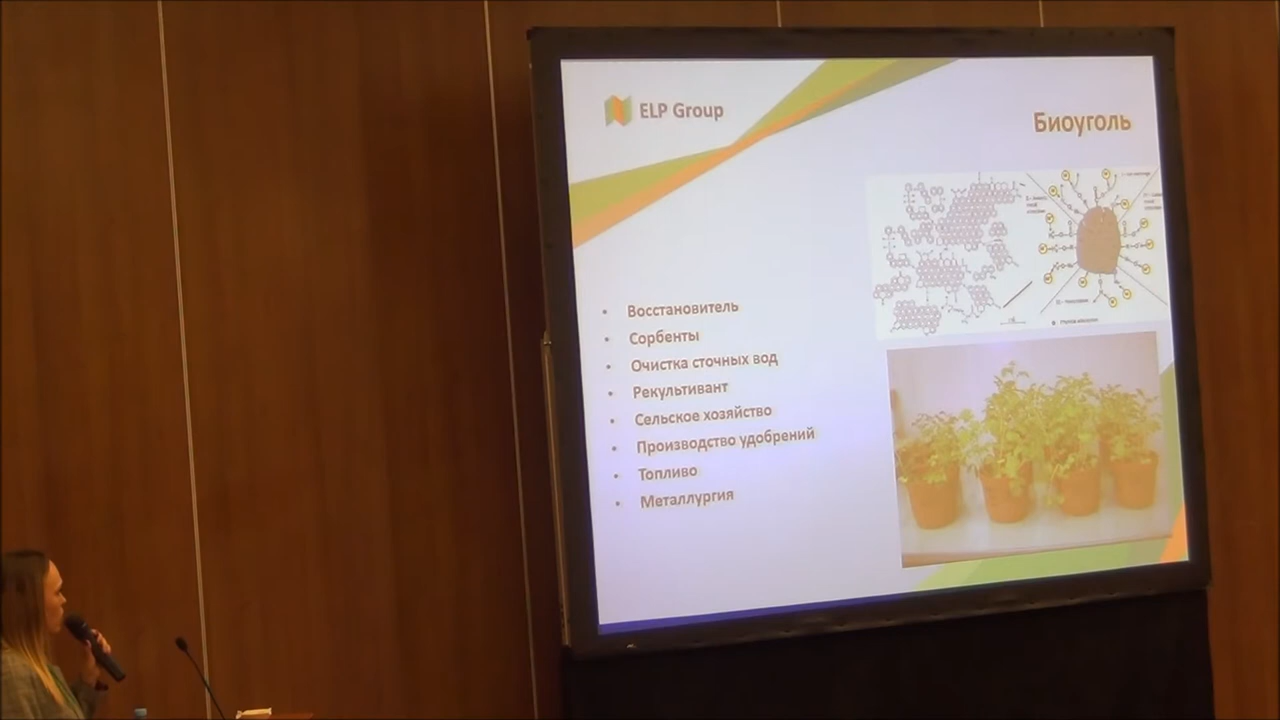 ELP Group
Биоуголь
Восстановитель
Сорбенты
Очистка сточных вод
Рекультивант
Сельское хозяйство
Производство удобрений
Топливо
Металлургия